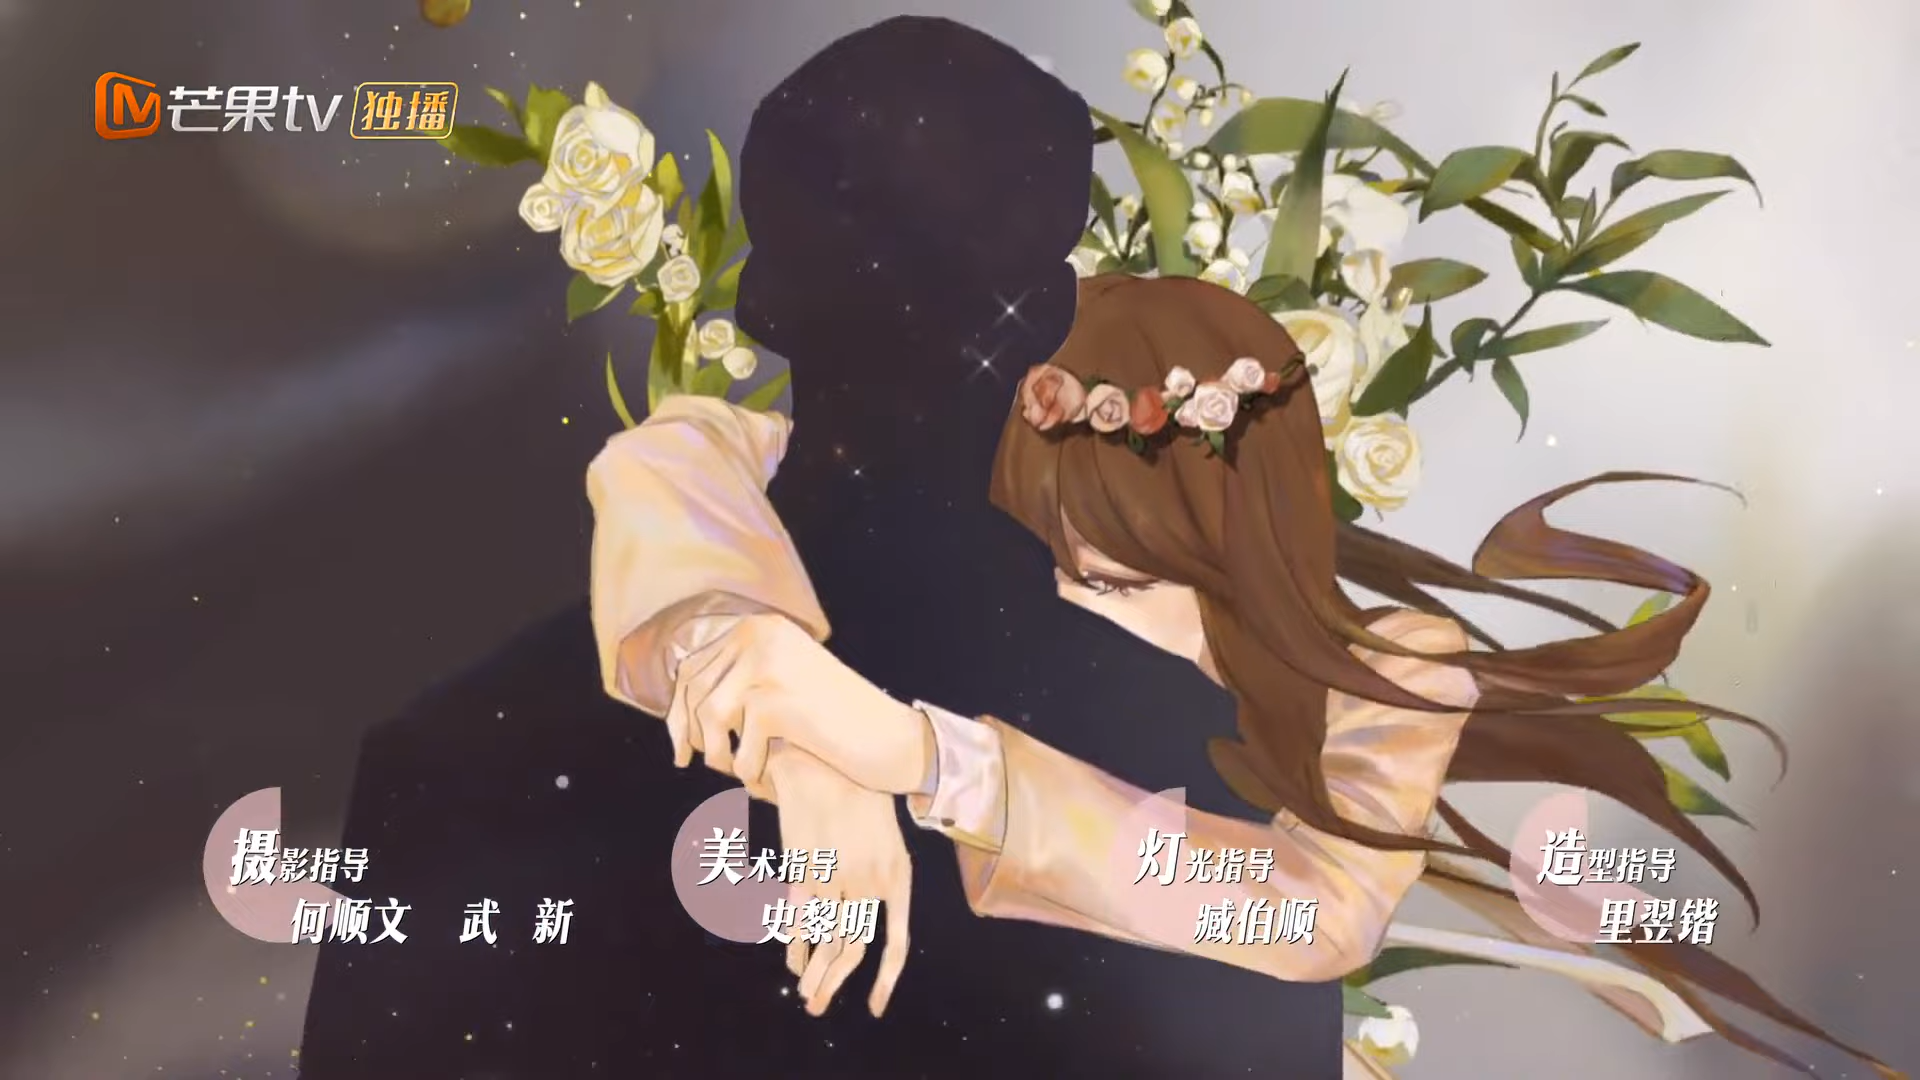 芒果tv 独播
摄影指导
何顺文 武新
美术指导
史黎明
灯光指导
臧伯顺
造型指导
里翌锴